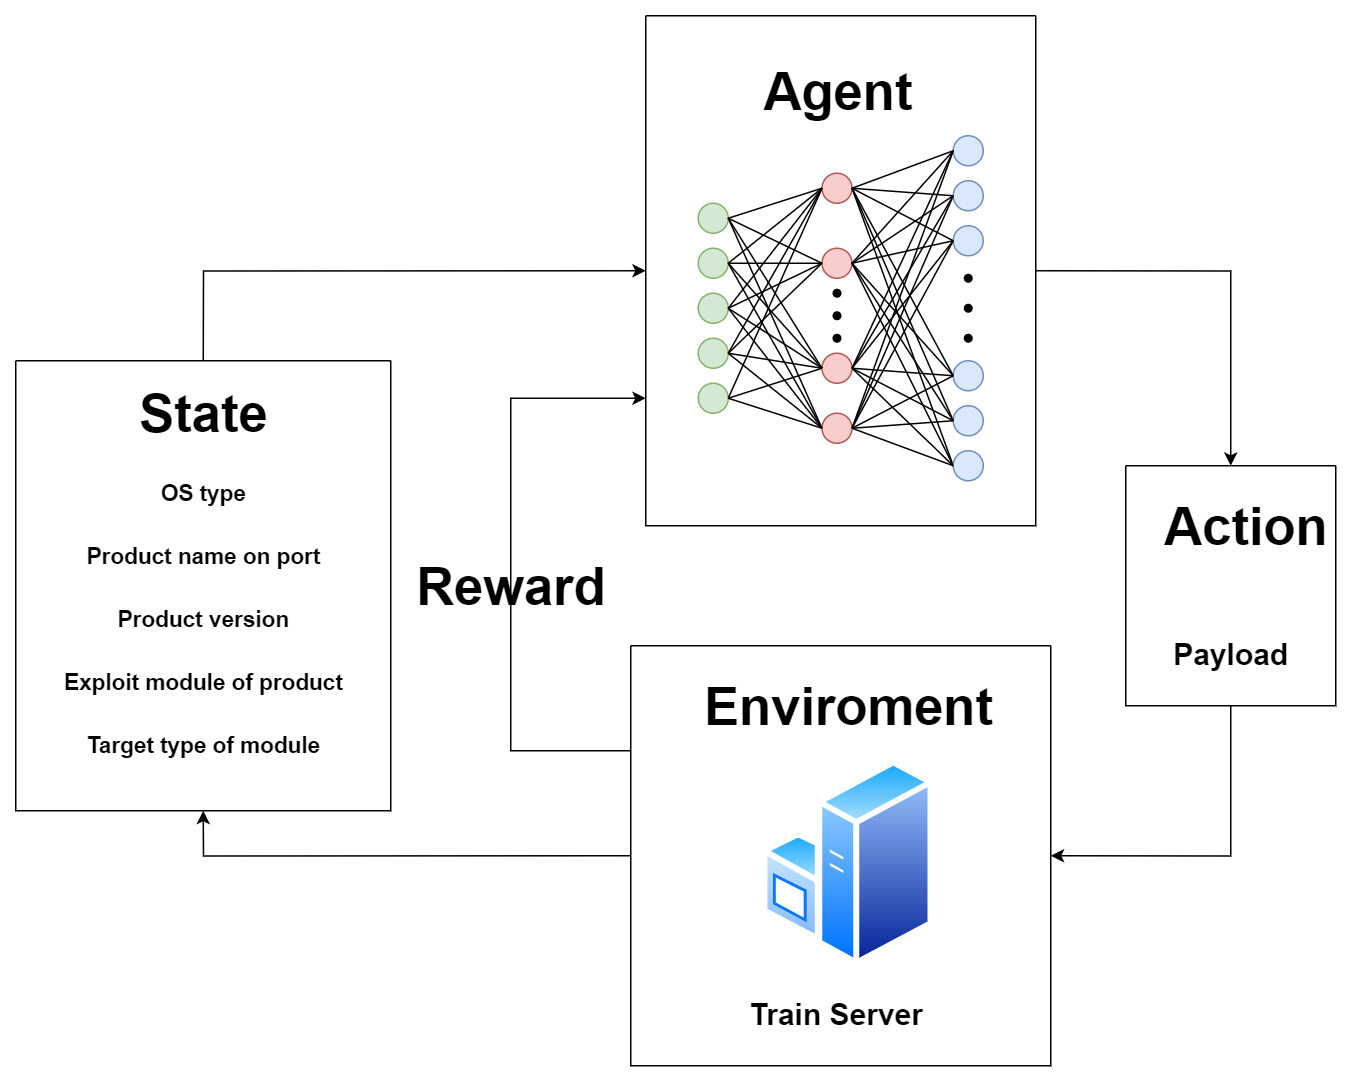 Agent
State
OS type
Product name on port
Product version
Exploit module of product
Target type of module
Reward
Action
Payload
Enviroment
Train Server